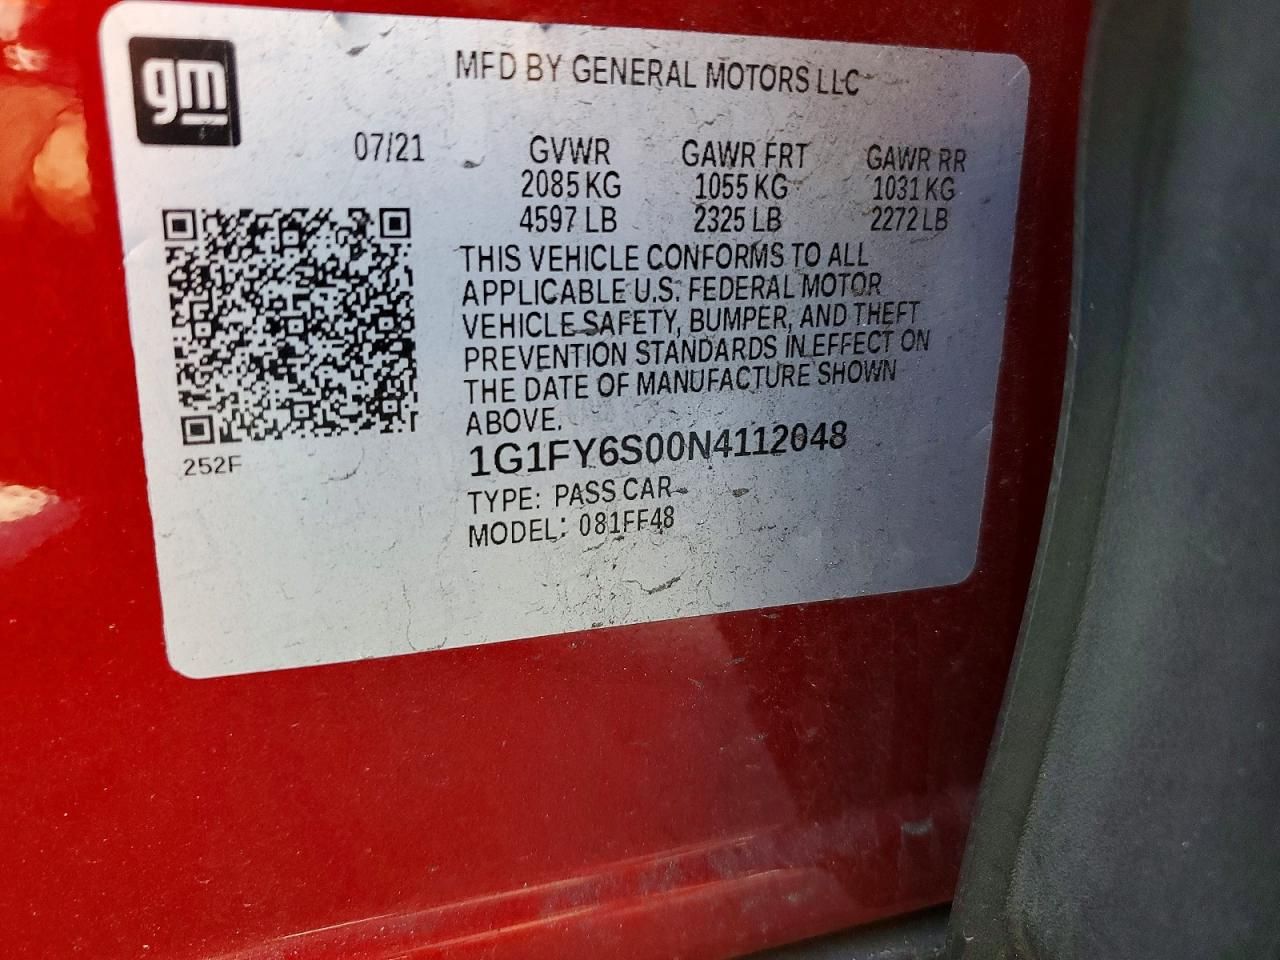 gm
MFD BY GENERAL MOTORS LLC
07/21 GVWR GAWR FRT GAWR RR
2085 KG 1055 KG 1031 KG
4597 LB 2325 LB 2272 LB
THIS VEHICLE CONFORMS TO ALL
APPLICABLE U.S. FEDERAL MOTOR
VEHICLE SAFETY, BUMPER, AND THEFT
PREVENTION STANDARDS IN EFFECT ON
THE DATE OF MANUFACTURE SHOWN
ABOVE.
252F
1G1FY6S00N4112048
TYPE: PASS CAR
MODEL: 081FF48